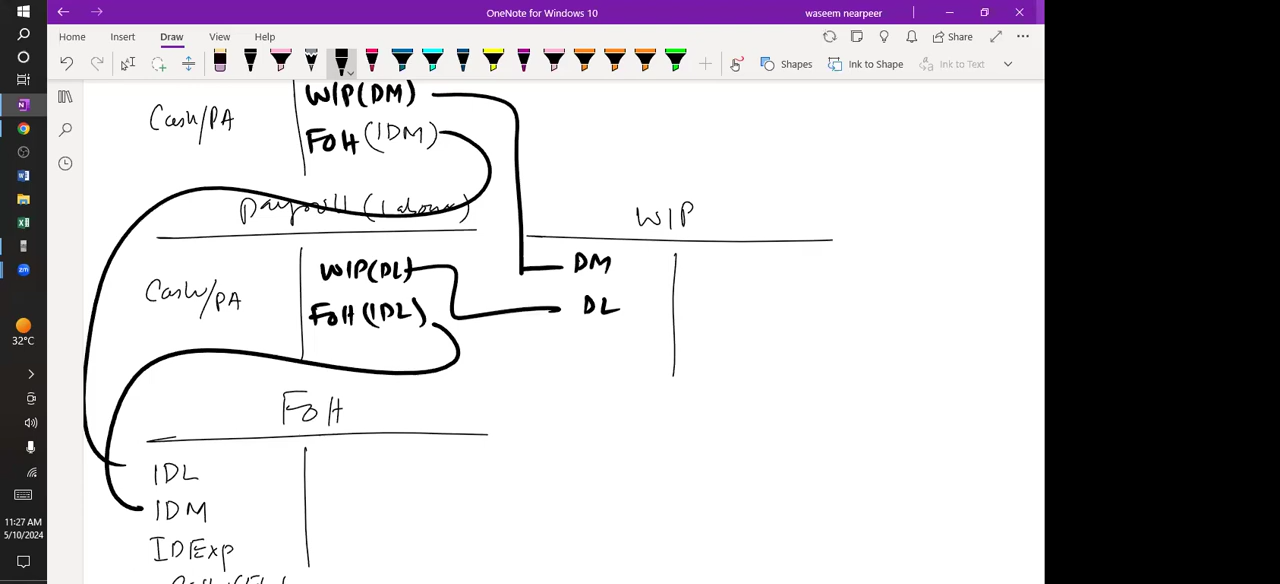 OneNote for Windows 10
waseem nearpeer
Home Insert Draw View Help
Share
Shapes
Ink to Shape
Ink to Text
WIP(DM)
Cash/PA
FOH (IDM)
Payroll (labour)
WIP
WIP(DL)
DM
Cash/PA
FOH(IDL)
DL
FOH
IDL
IDM
IDExp
32°C
11:27 AM
5/10/2024